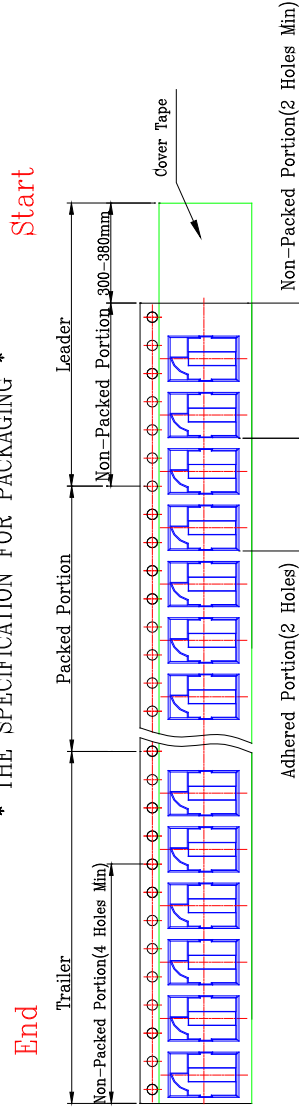 * THE SPECIFICATION FOR PACKAGING *
End
Start
Trailer
Packed Portion
Leader
Non-Packed Portion(4 Holes Min)
Non-Packed Portion
300-380mm
Cover Tape
Adhered Portion(2 Holes)
Non-Packed Portion(2 Holes Min)